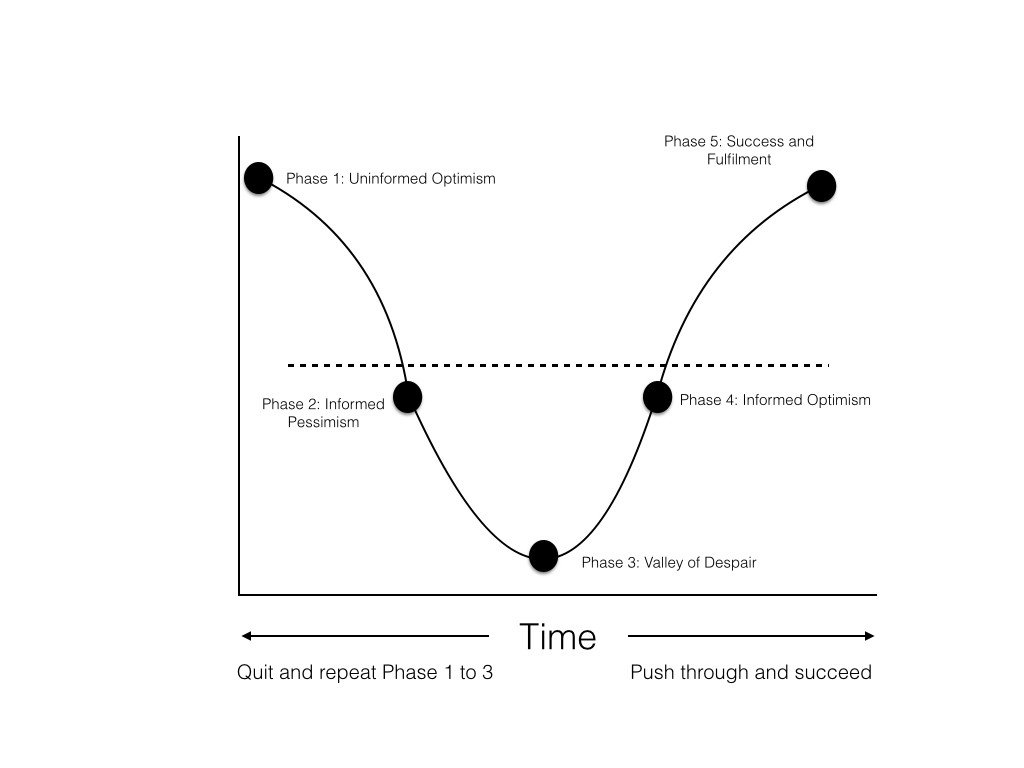 Phase 5: Success and
Fulfilment
Phase 1: Uninformed Optimism
Phase 2: Informed
Pessimism
Phase 4: Informed Optimism
Phase 3: Valley of Despair
Time
Quit and repeat Phase 1 to 3
Push through and succeed